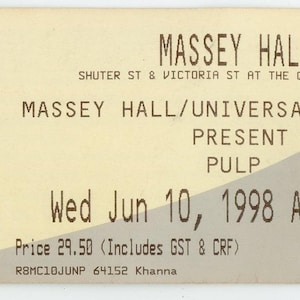 MASSEY HAL
SHUTER ST & VICTORIA ST AT THE
MASSEY HALL/UNIVERSA
PRESENT
PULP
Wed Jun 10, 1998 A
Price 29.50 (Includes GST & CRF)
R8MC10JUNP 64152 Khanna